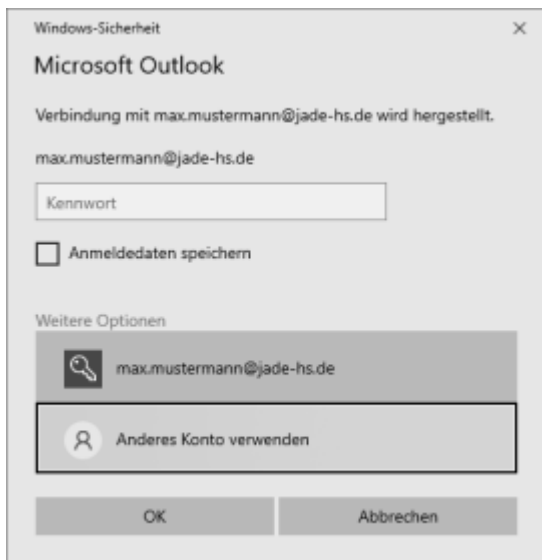 Windows-Sicherheit
Microsoft Outlook
Verbindung mit max.mustermann@jade-hs.de wird hergestellt.
max.mustermann@jade-hs.de
Kennwort
Anmeldedaten speichern
Weitere Optionen
max.mustermann@jade-hs.de
Anderes Konto verwenden
OK Abbrechen